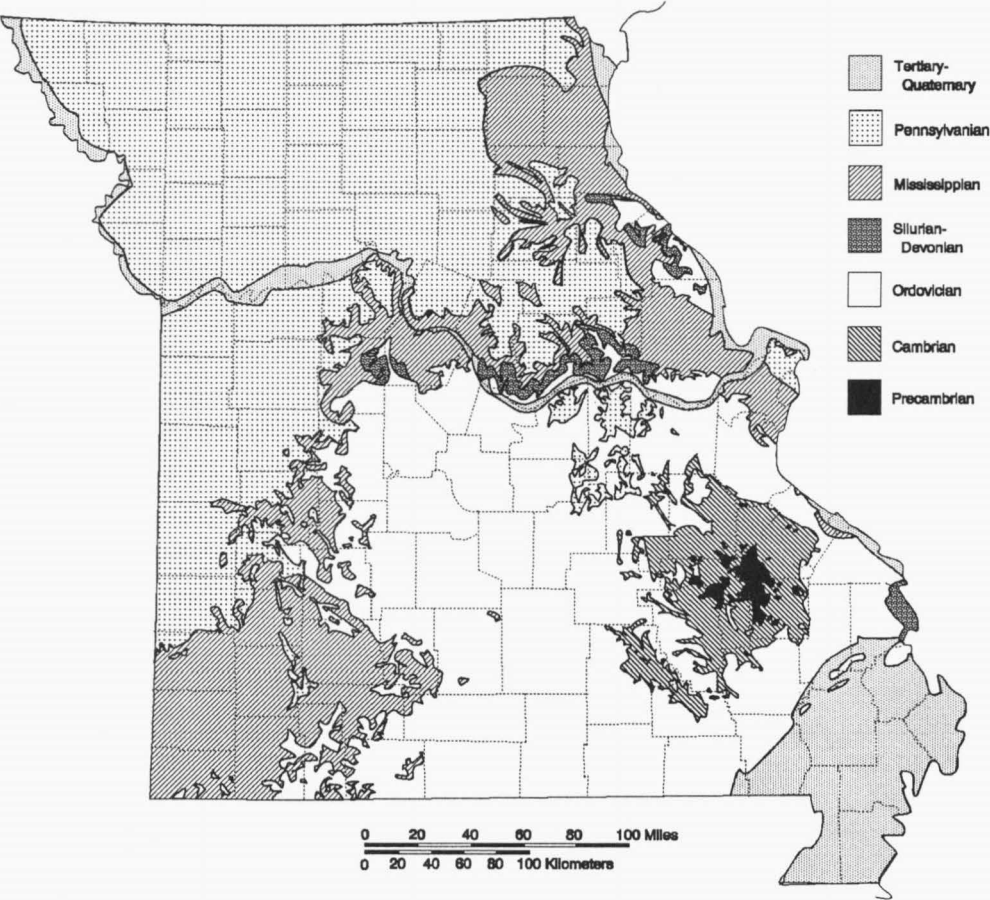 Tertiary-
Quaternary
Pennsylvanian
Mississippian
Silurian-
Devonian
Ordovician
Cambrian
Precambrian
0 20 40 60 80 100 Miles
0 20 40 60 80 100 Kilometers